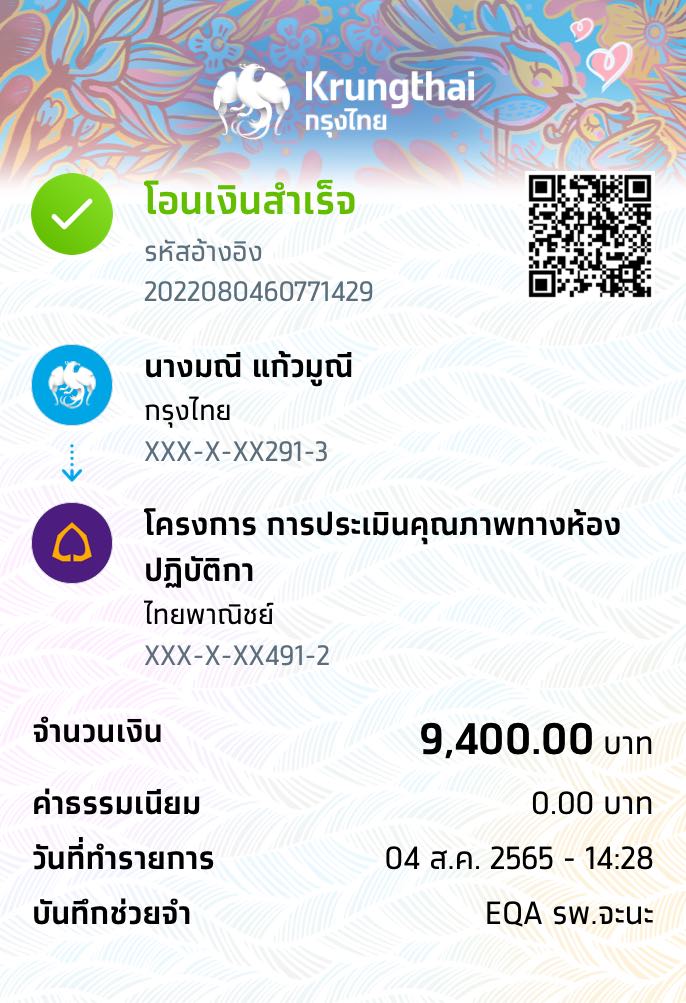 Krungthai
กรุงไทย
โอนเงินสำเร็จ
รหัสอ้างอิง
2022080460771429
นางมณี แก้วมูณี
กรุงไทย
XXX-X-XX291-3
โครงการ การประเมินคุณภาพทางห้อง
ปฏิบัติกา
ไทยพาณิชย์
XXX-X-XX491-2
จำนวนเงิน 9,400.00 บาท
ค่าธรรมเนียม 0.00 บาท
วันที่ทำรายการ 04 ส.ค. 2565 - 14:28
บันทึกช่วยจำ EQA รพ.จะนะ